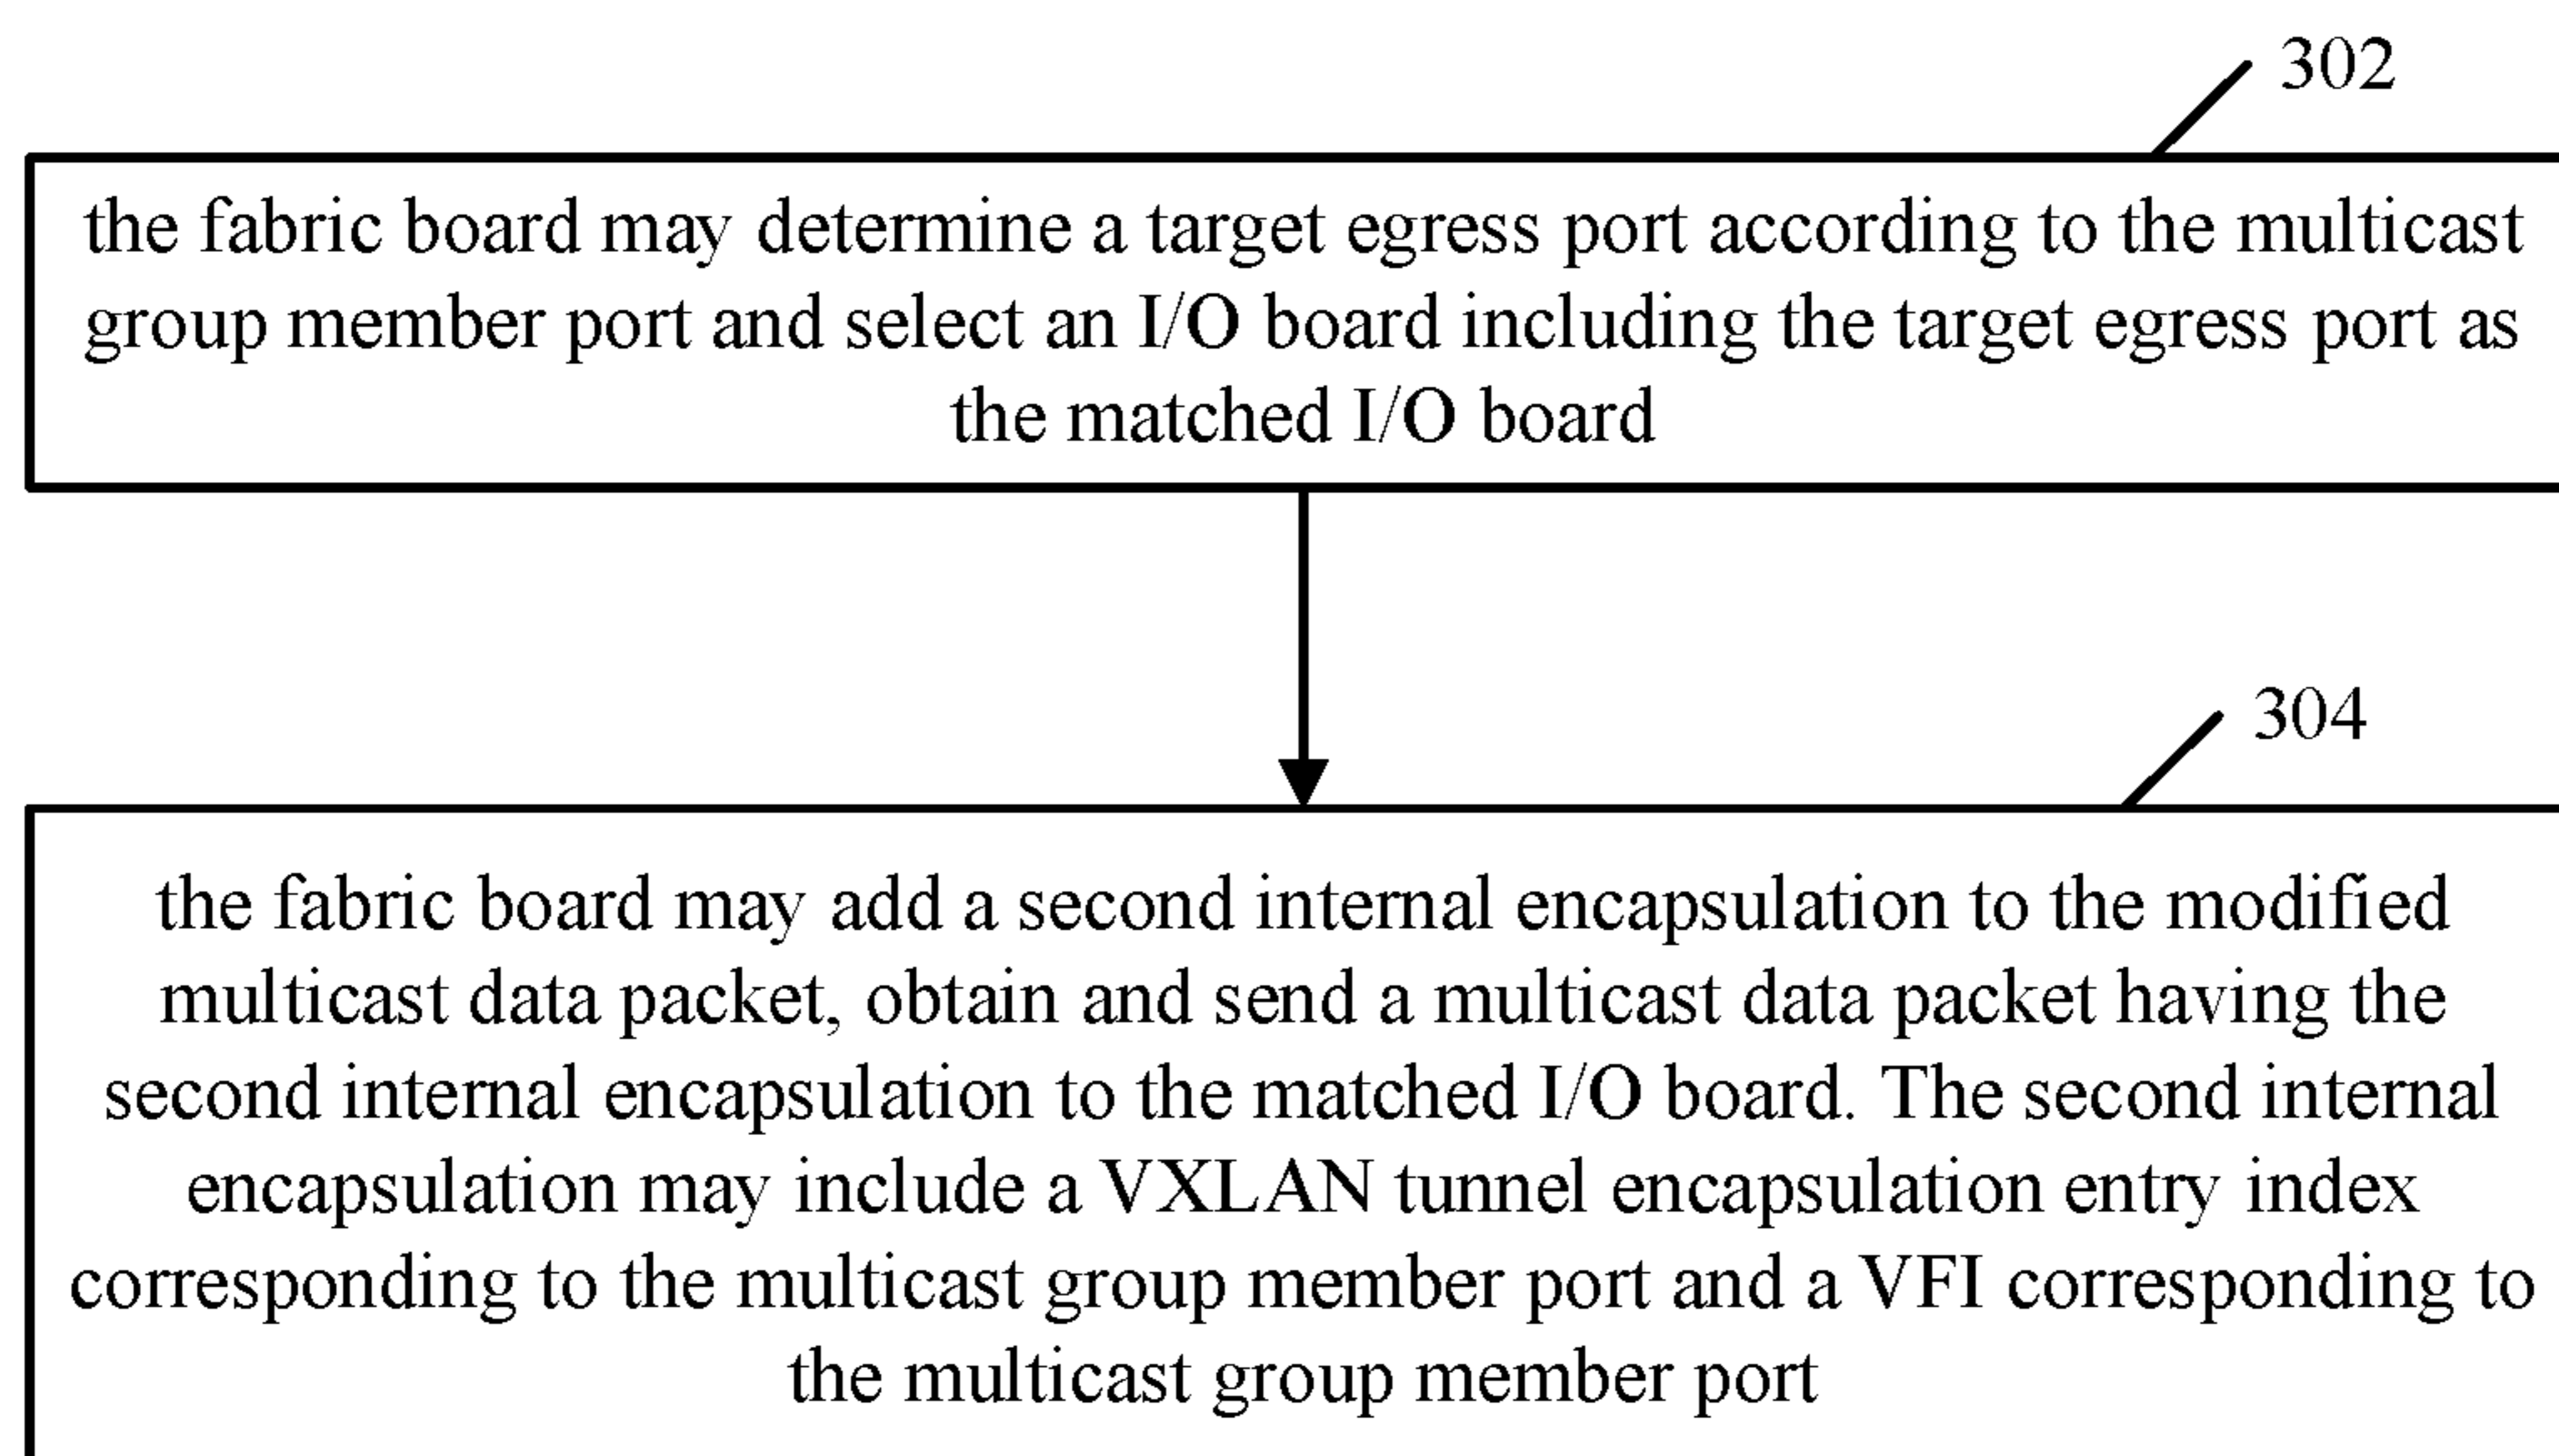 302
the fabric board may determine a target egress port according to the multicast
group member port and select an I/O board including the target egress port as
the matched I/O board
304
the fabric board may add a second internal encapsulation to the modified
multicast data packet, obtain and send a multicast data packet having the
second internal encapsulation to the matched I/O board. The second internal
encapsulation may include a VXLAN tunnel encapsulation entry index
corresponding to the multicast group member port and a VFI corresponding to
the multicast group member port